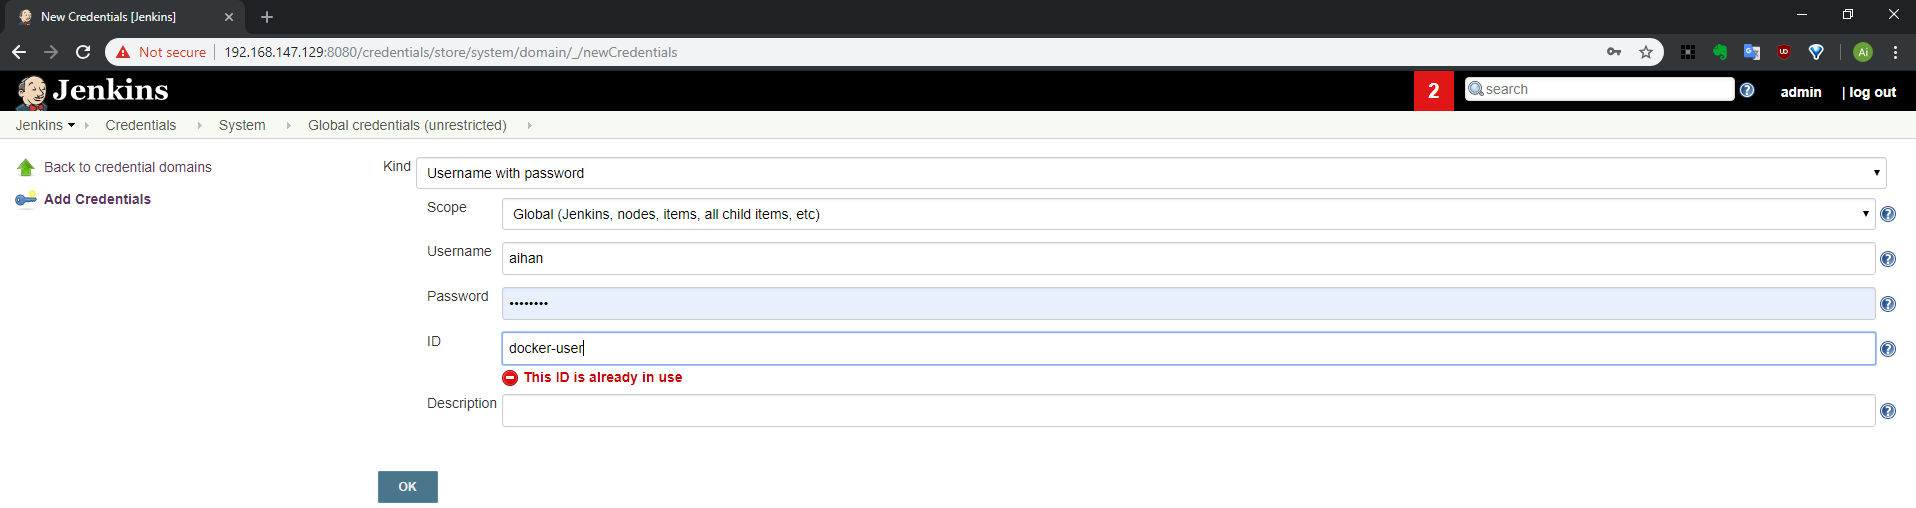 New Credentials [Jenkins]
Not secure 192.168.147.129:8080/credentials/store/system/domain/_/newCredentials
Jenkins 2 search admin | log out
Jenkins Credentials System Global credentials (unrestricted)
Back to credential domains
Add Credentials
Kind Username with password
Scope Global (Jenkins, nodes, items, all child items, etc)
Username aihan
Password ••••••••
ID docker-user
This ID is already in use
Description
OK